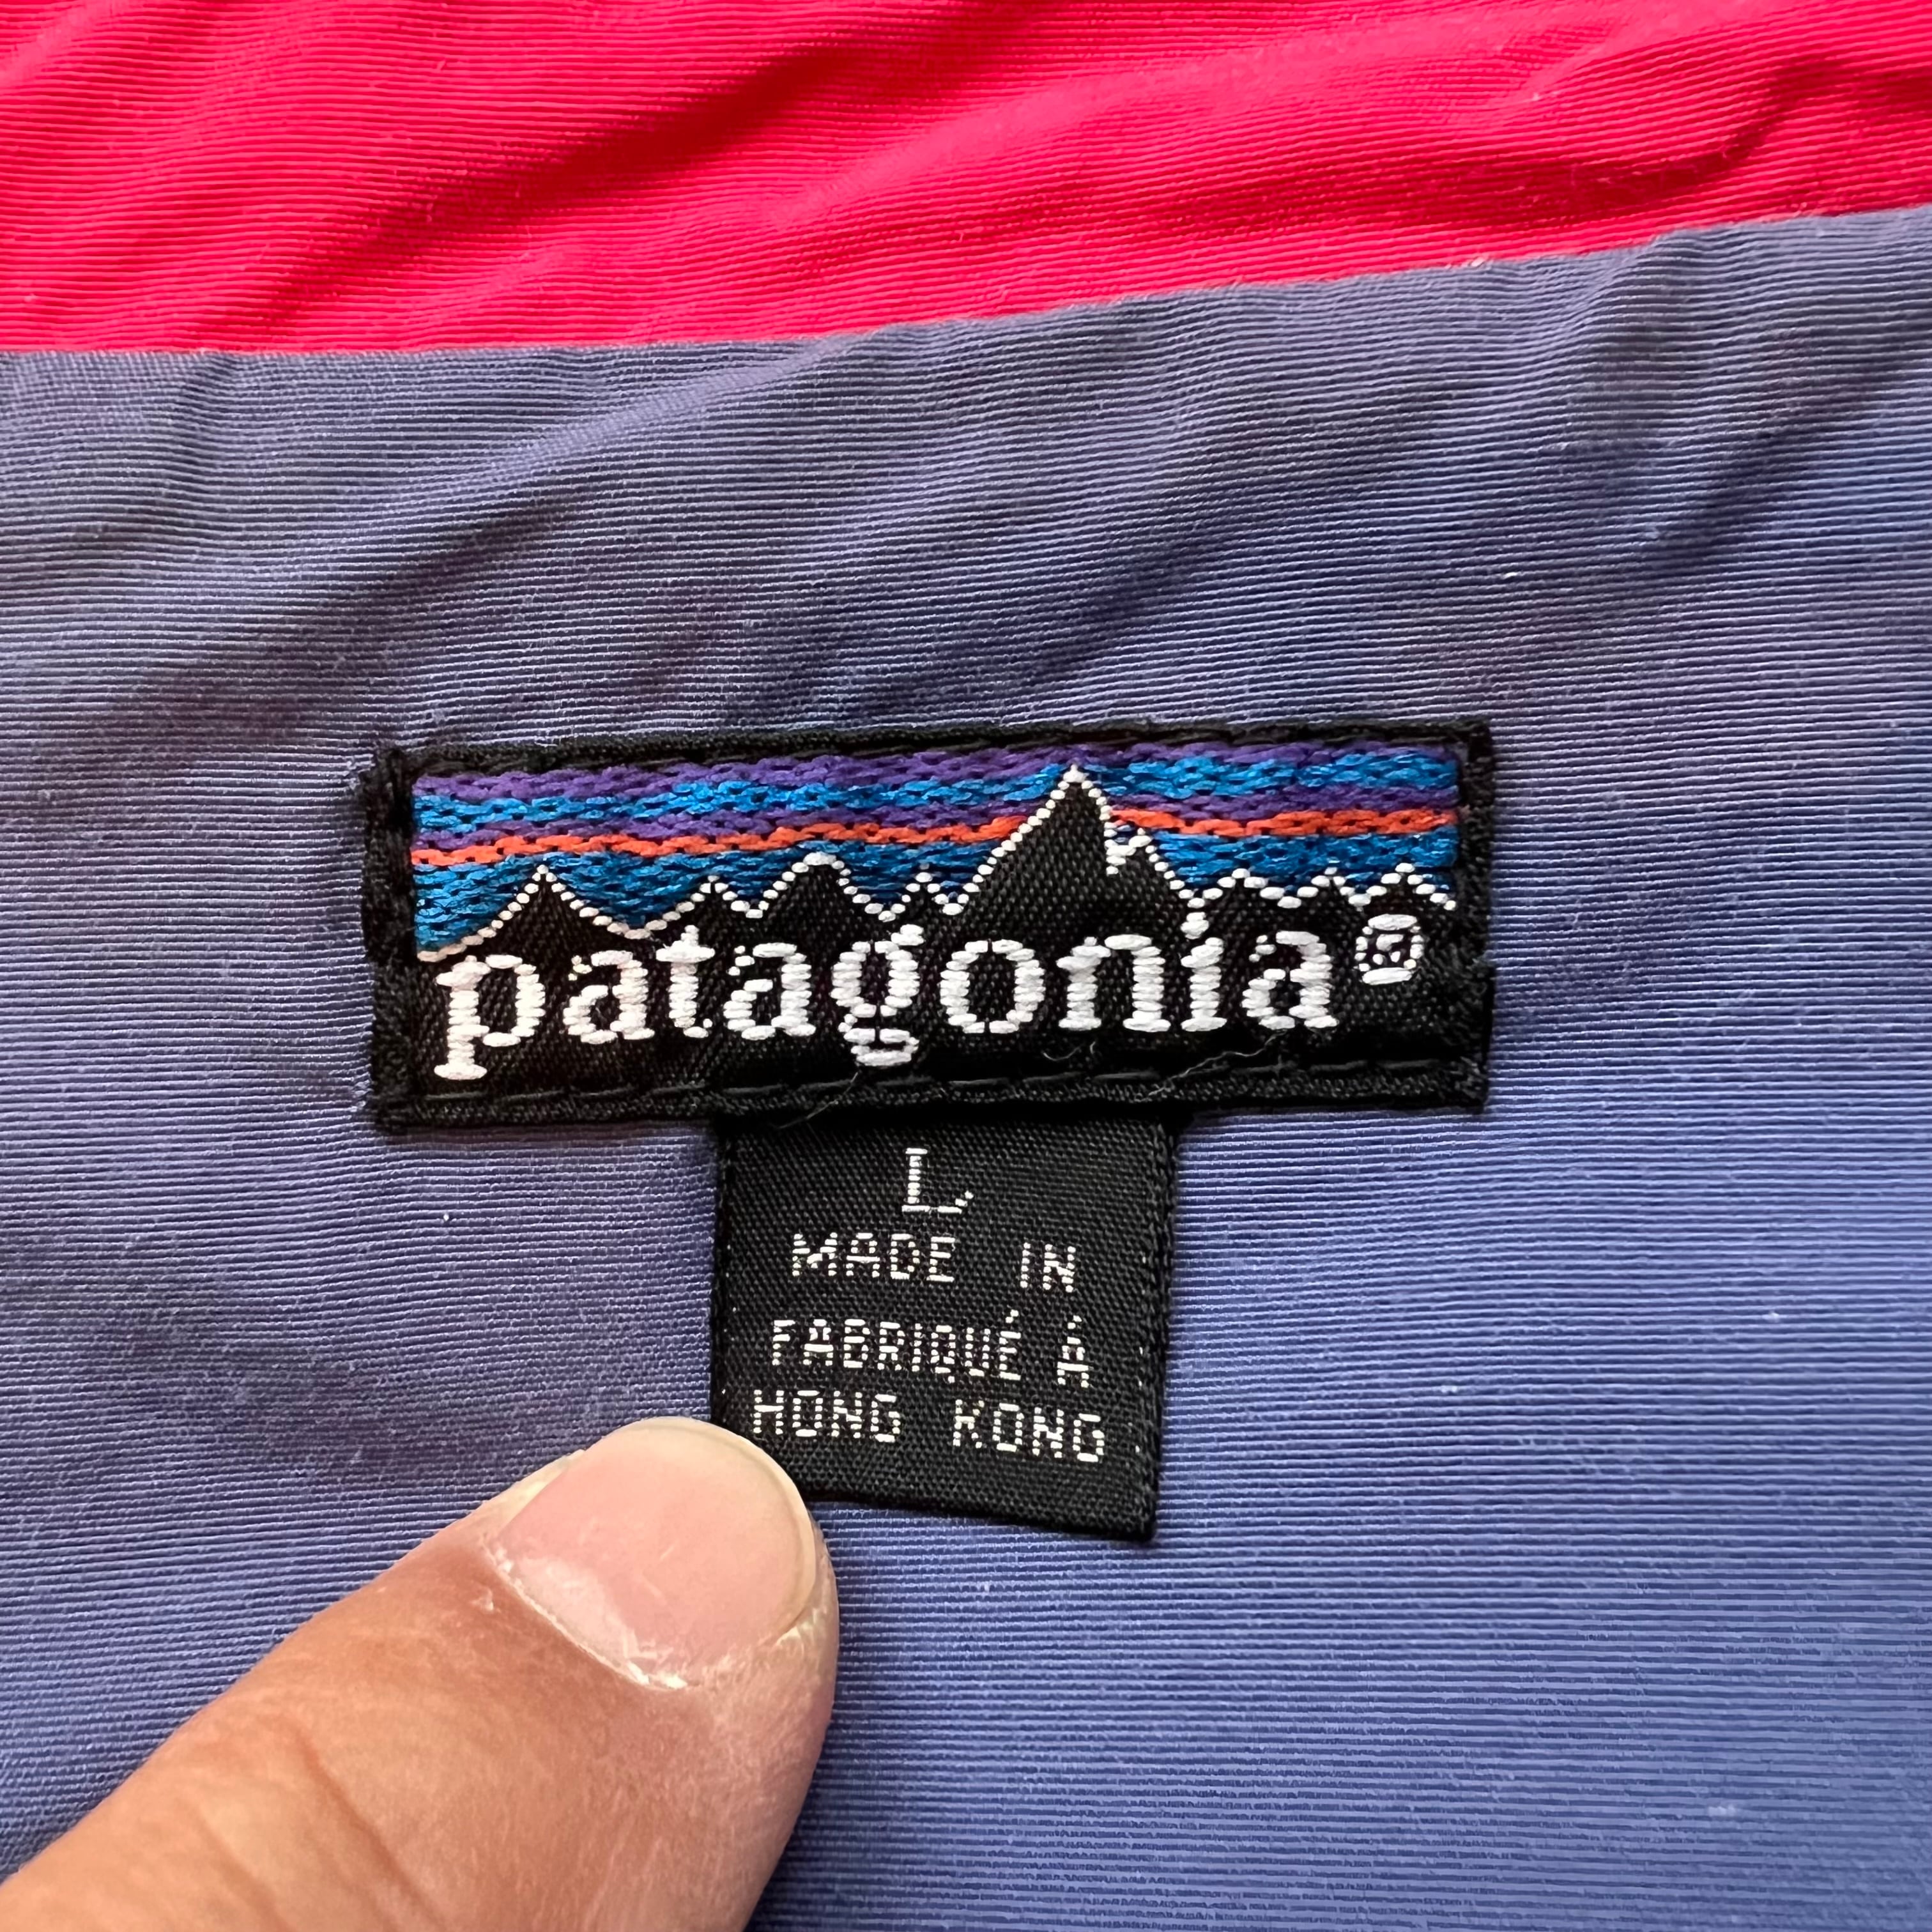 patagonia®
L
MADE IN
FABRIQUÉ À
HONG KONG